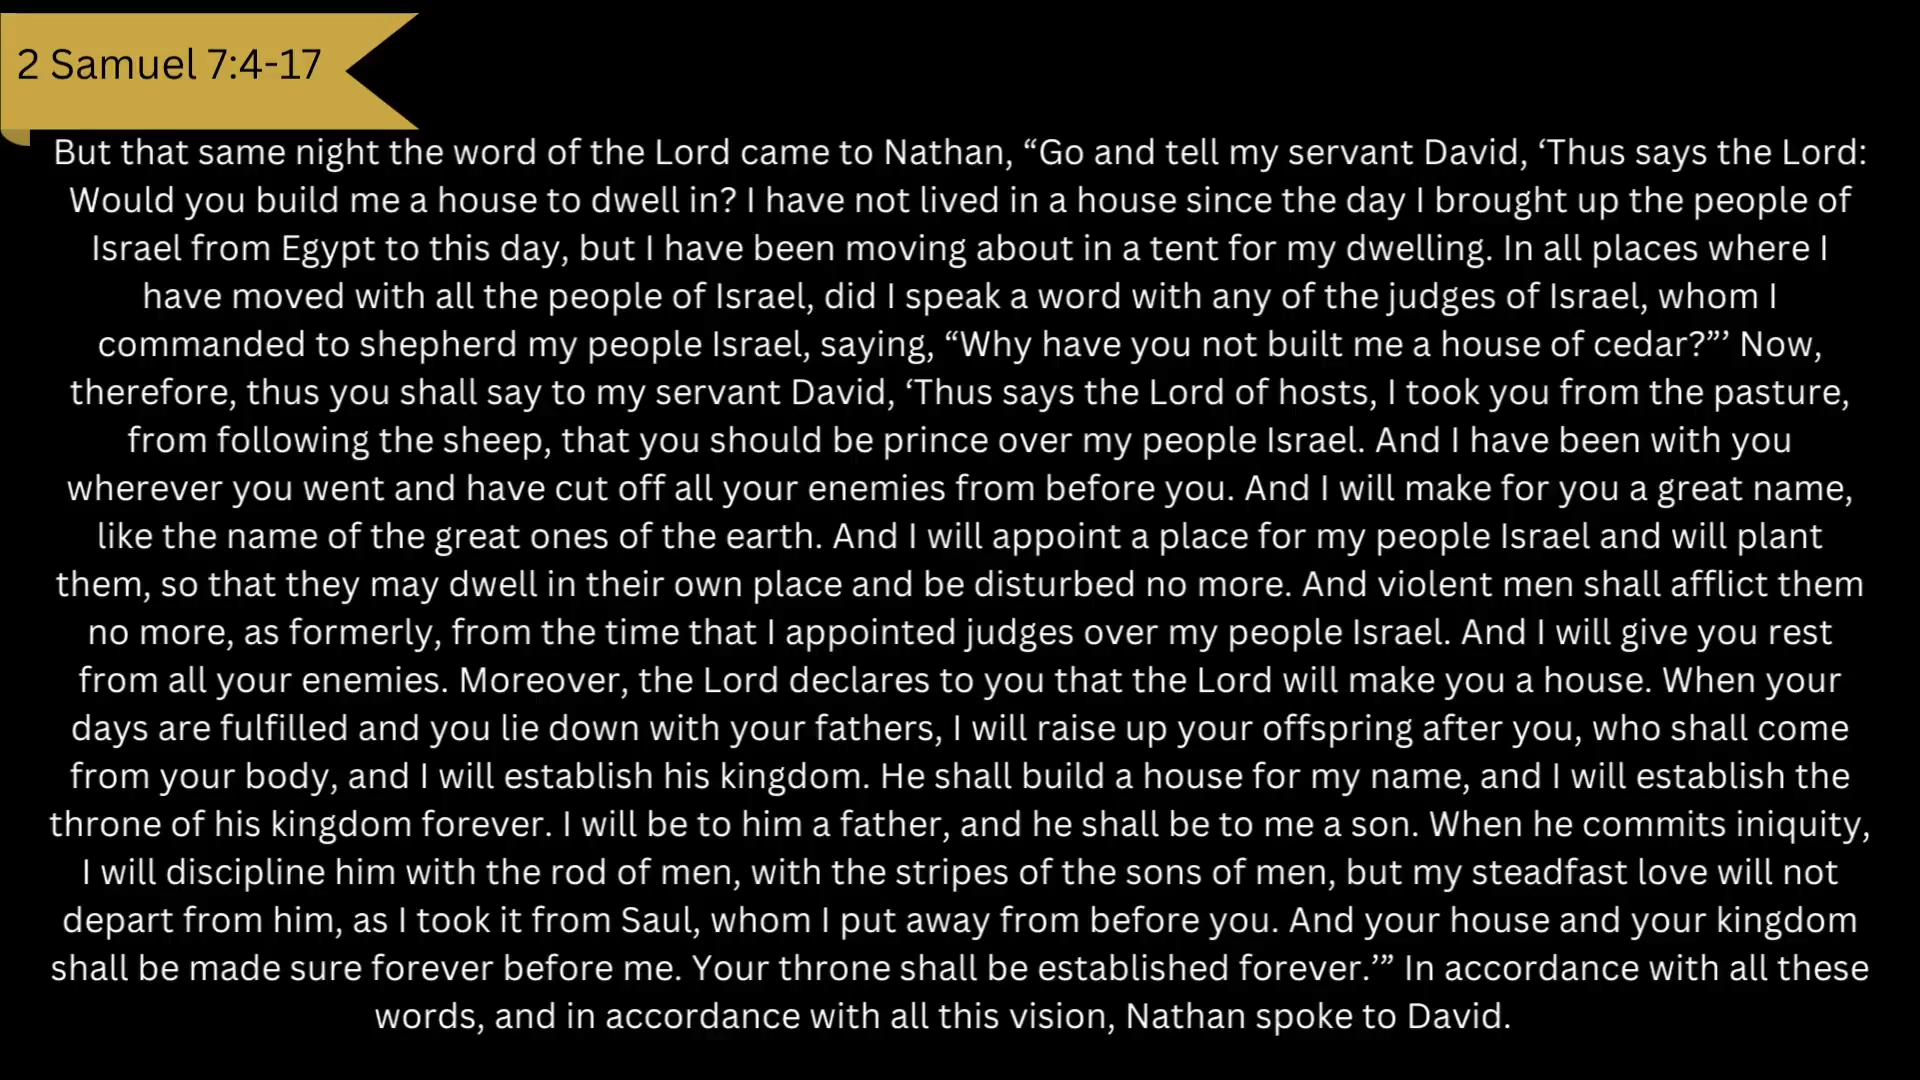 2 Samuel 7:4-17
But that same night the word of the Lord came to Nathan, “Go and tell my servant David, ‘Thus says the Lord:
Would you build me a house to dwell in? I have not lived in a house since the day I brought up the people of
Israel from Egypt to this day, but I have been moving about in a tent for my dwelling. In all places where I
have moved with all the people of Israel, did I speak a word with any of the judges of Israel, whom I
commanded to shepherd my people Israel, saying, “Why have you not built me a house of cedar?”’ Now,
therefore, thus you shall say to my servant David, ‘Thus says the Lord of hosts, I took you from the pasture,
from following the sheep, that you should be prince over my people Israel. And I have been with you
wherever you went and have cut off all your enemies from before you. And I will make for you a great name,
like the name of the great ones of the earth. And I will appoint a place for my people Israel and will plant
them, so that they may dwell in their own place and be disturbed no more. And violent men shall afflict them
no more, as formerly, from the time that I appointed judges over my people Israel. And I will give you rest
from all your enemies. Moreover, the Lord declares to you that the Lord will make you a house. When your
days are fulfilled and you lie down with your fathers, I will raise up your offspring after you, who shall come
from your body, and I will establish his kingdom. He shall build a house for my name, and I will establish the
throne of his kingdom forever. I will be to him a father, and he shall be to me a son. When he commits iniquity,
I will discipline him with the rod of men, with the stripes of the sons of men, but my steadfast love will not
depart from him, as I took it from Saul, whom I put away from before you. And your house and your kingdom
shall be made sure forever before me. Your throne shall be established forever.’” In accordance with all these
words, and in accordance with all this vision, Nathan spoke to David.